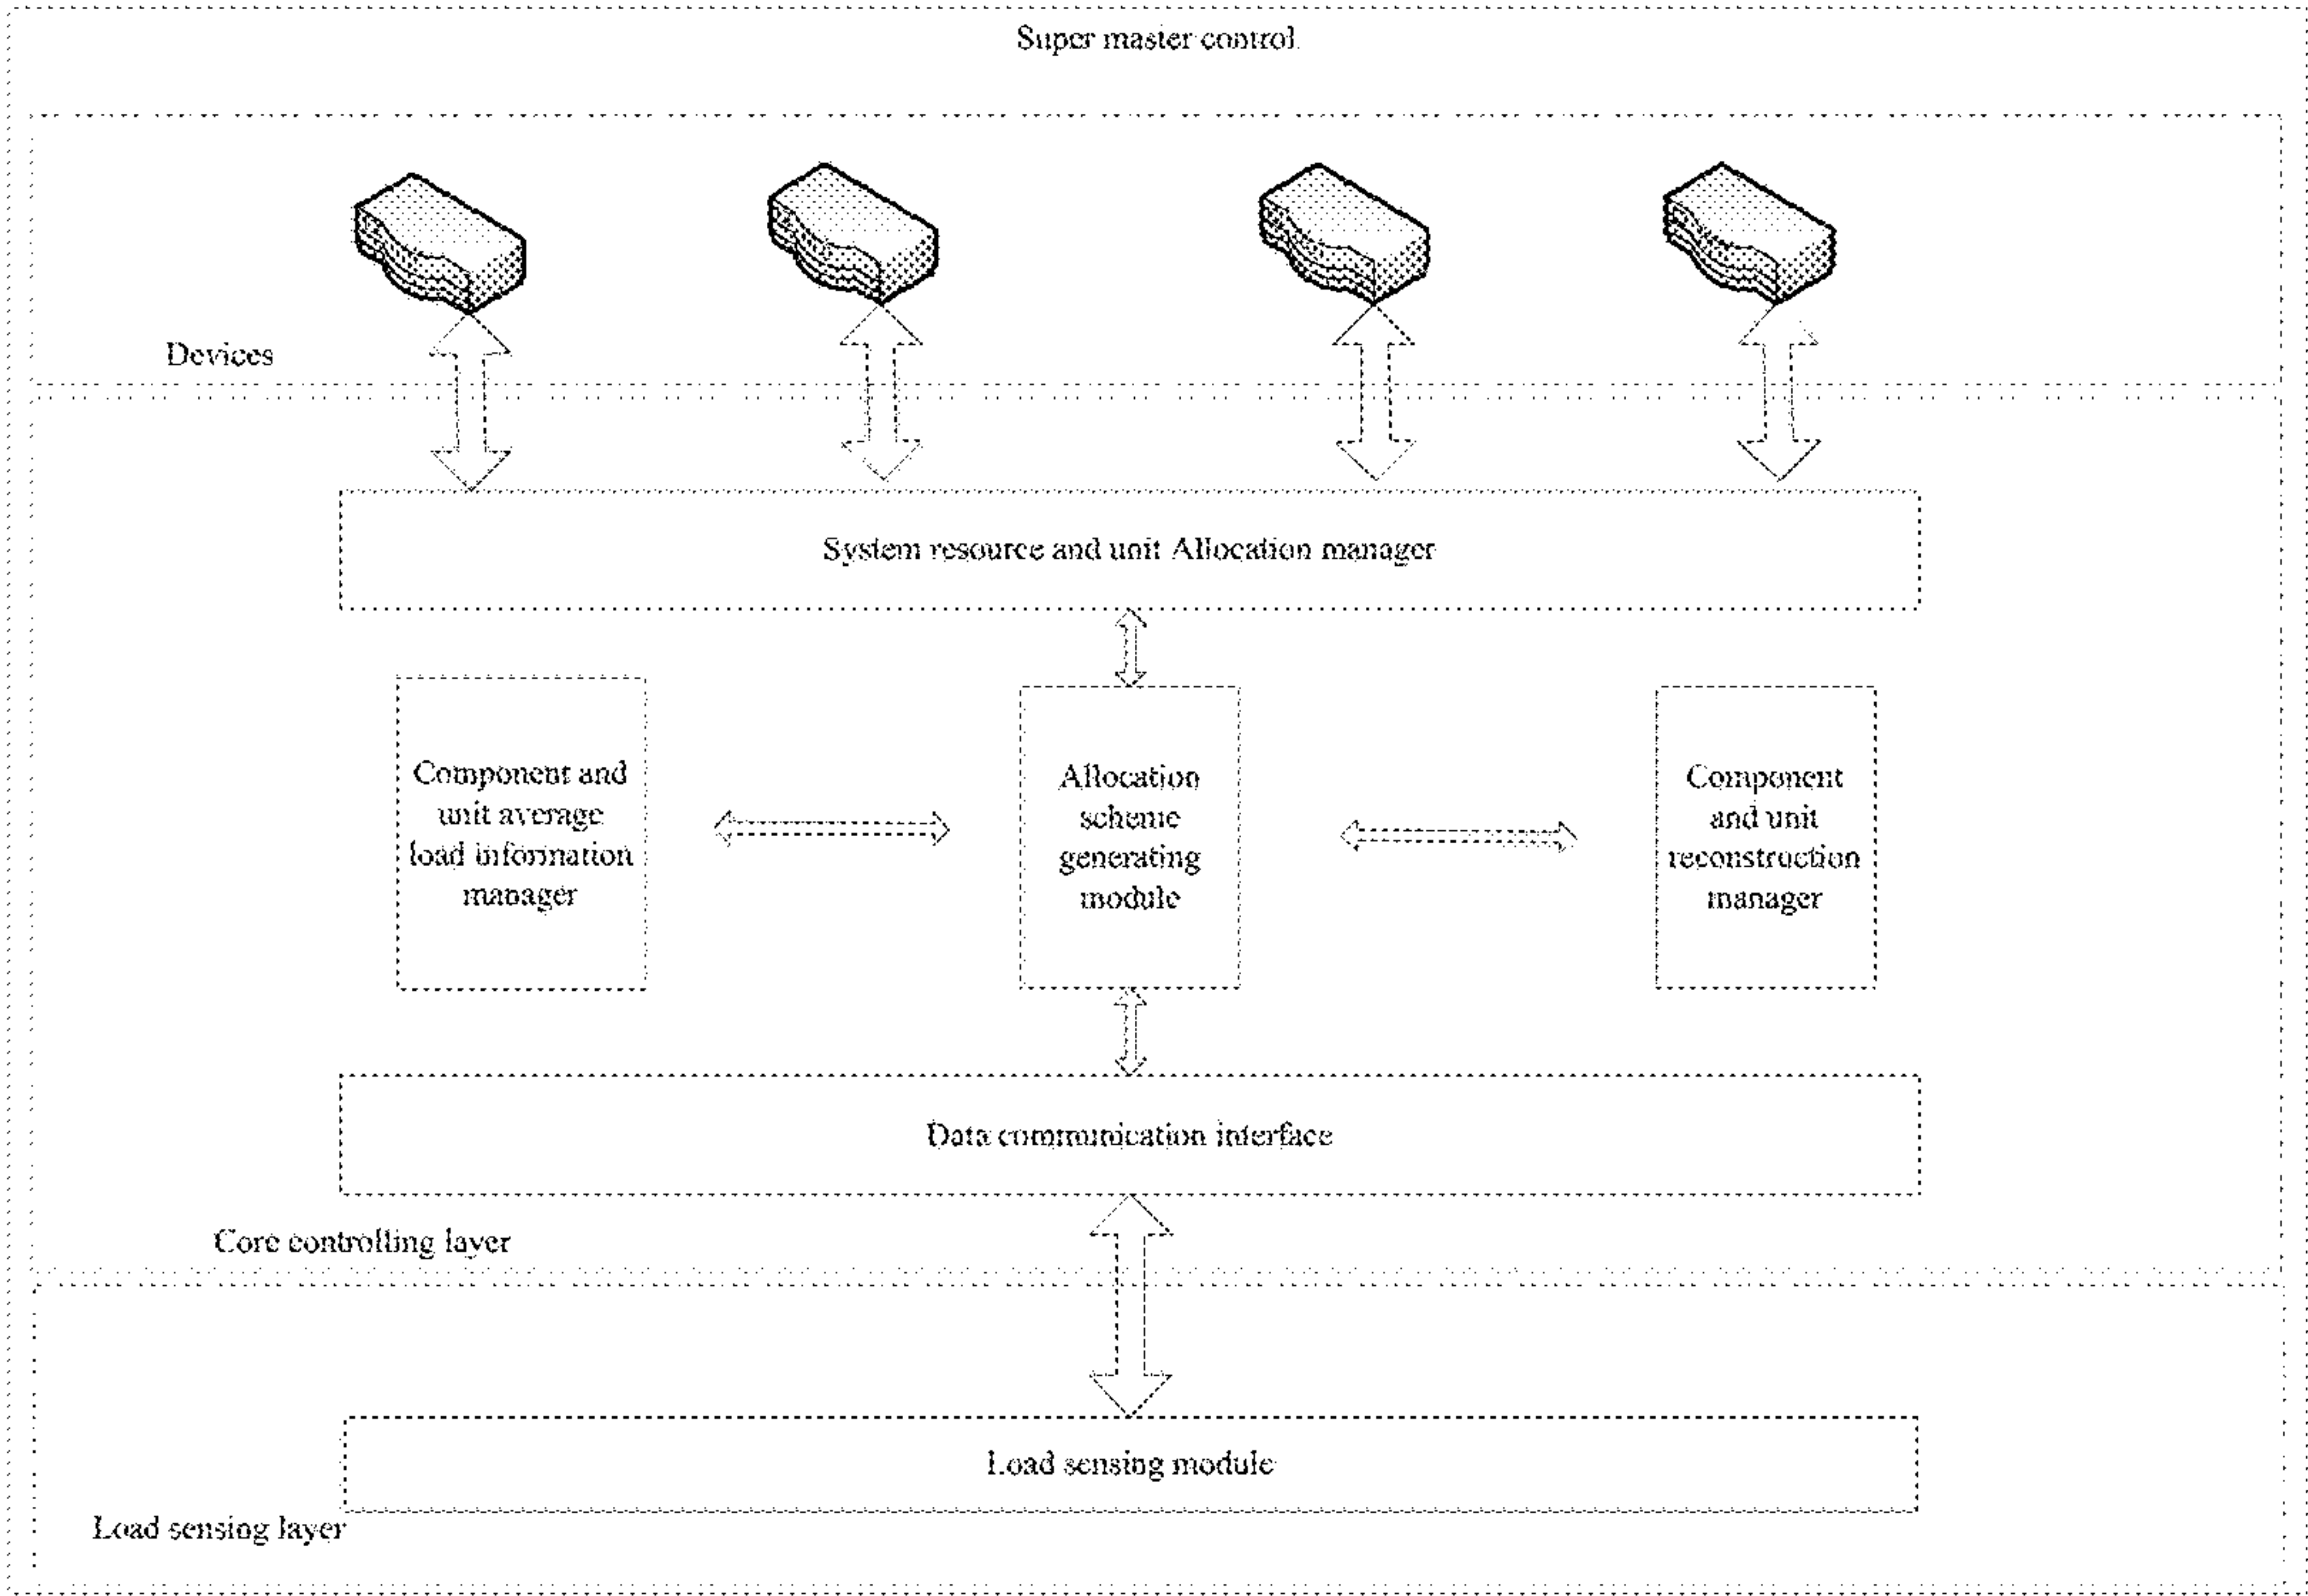 Super master control
Devices
System resource and unit Allocation manager
Component and
unit average
load information
manager
Allocation
scheme
generating
module
Component
and unit
reconstruction
manager
Data communication interface
Core controlling layer
Load sensing module
Load sensing layer